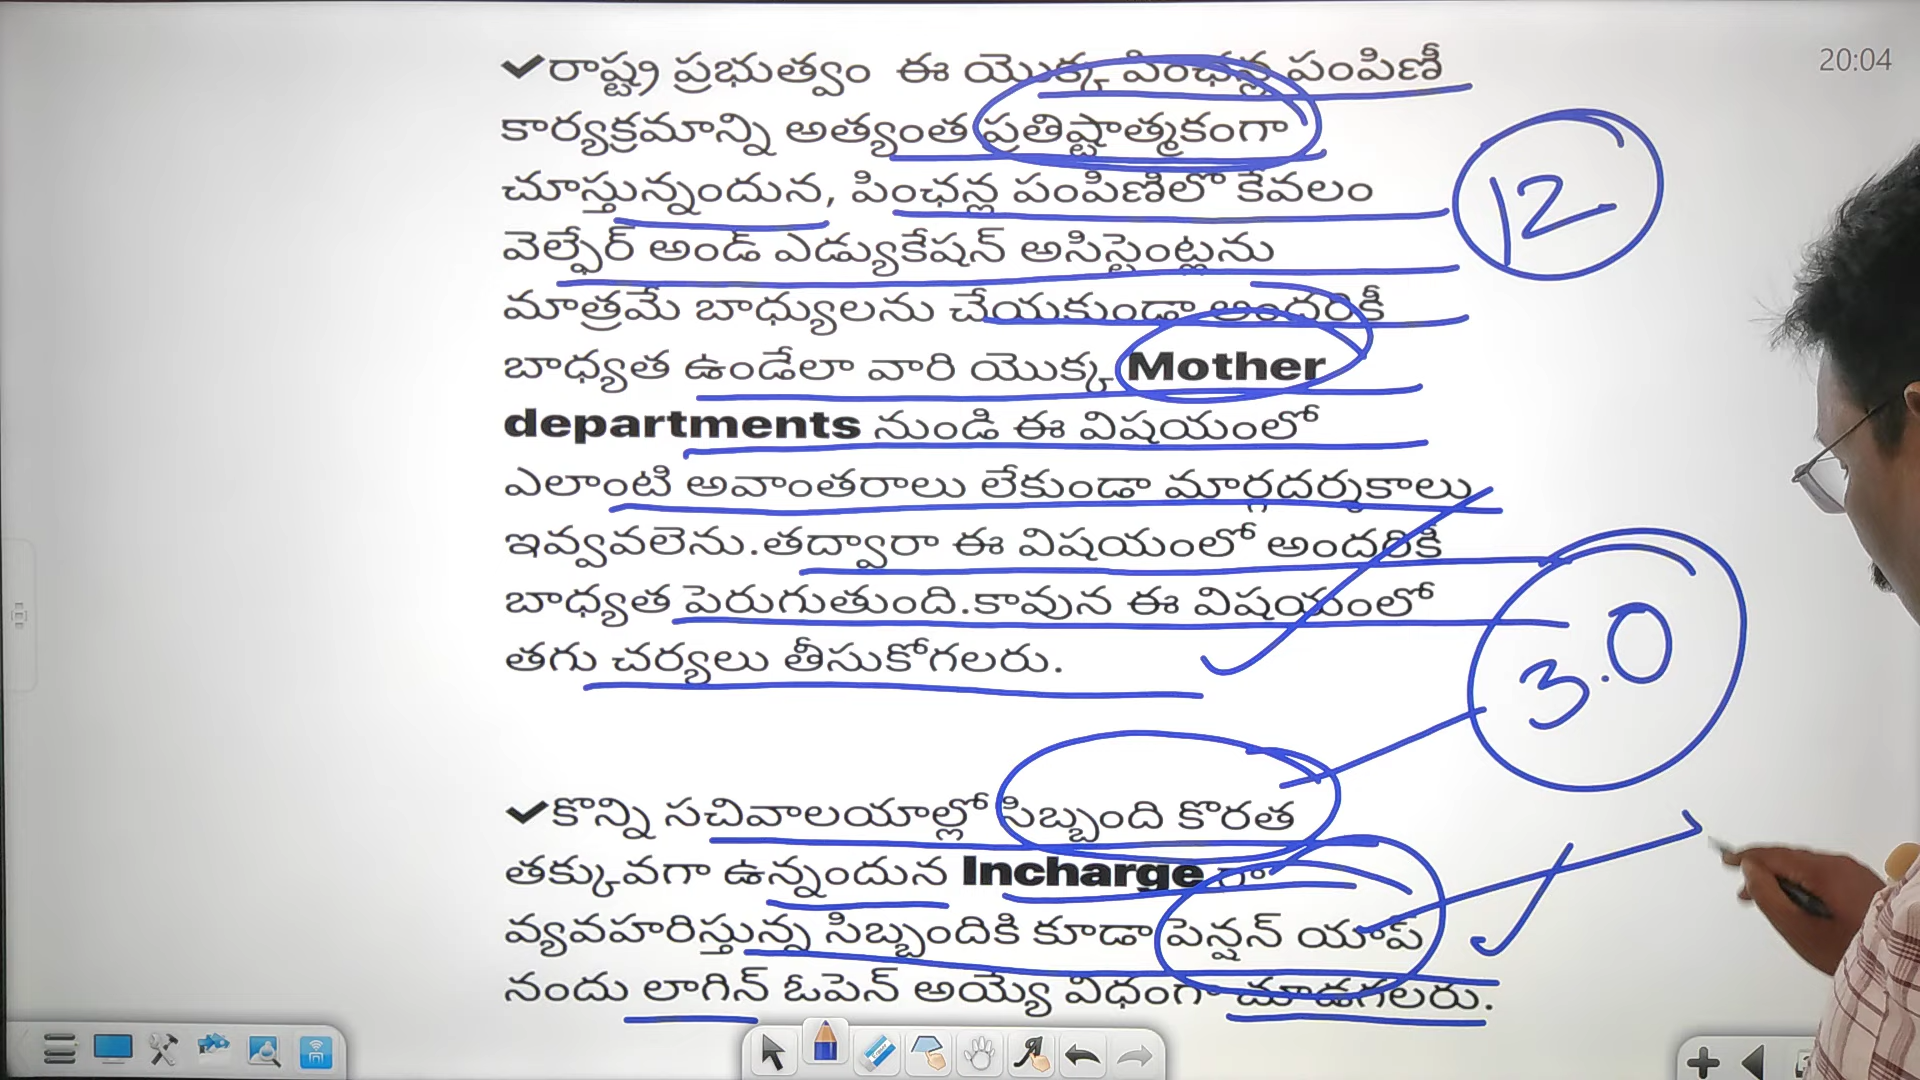 20:04
✔రాష్ట్ర ప్రభుత్వం ఈ యొక్క పింఛన్ల పంపిణీ
కార్యక్రమాన్ని అత్యంత ప్రతిష్టాత్మకంగా
చూస్తున్నందున, పింఛన్ల పంపిణీలో కేవలం
12
వెల్ఫేర్ అండ్ ఎడ్యుకేషన్ అసిస్టెంట్లను
మాత్రమే బాధ్యులను చేయకుండా అందరికీ
బాధ్యత ఉండేలా వారి యొక్క Mother
departments నుండి ఈ విషయంలో
ఎలాంటి అవాంతరాలు లేకుండా మార్గదర్శకాలు
ఇవ్వవలెను.తద్వారా ఈ విషయంలో అందరికీ
బాధ్యత పెరుగుతుంది.కావున ఈ విషయంలో
తగు చర్యలు తీసుకోగలరు.
3.0
✔కొన్ని సచివాలయాల్లో సిబ్బంది కొరత
తక్కువగా ఉన్నందున Incharge గా
వ్యవహరిస్తున్న సిబ్బందికి కూడా పెన్షన్ యాప్
నందు లాగిన్ ఓపెన్ అయ్యే విధంగా చూడగలరు.